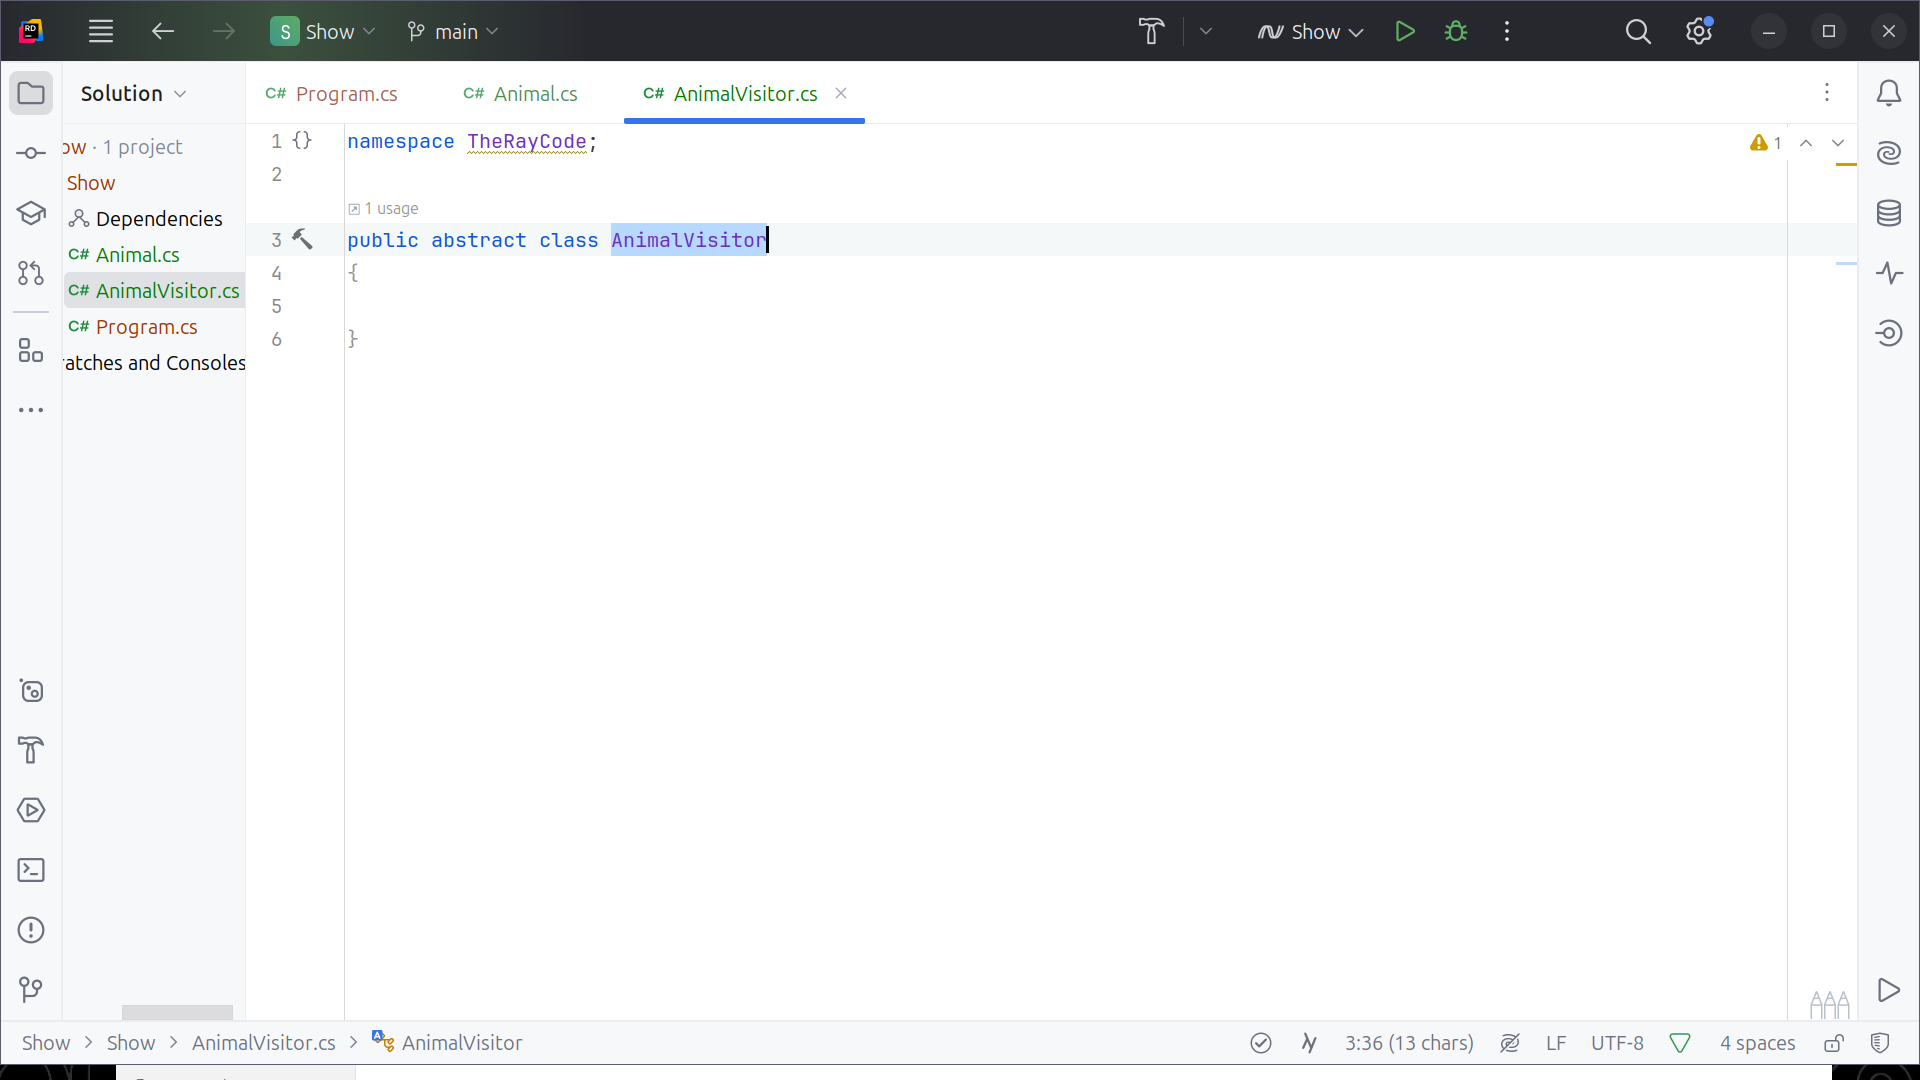 RD
S Show
main
Show
Solution
C# Program.cs
C# Animal.cs
C# AnimalVisitor.cs
ow · 1 project
Show
Dependencies
C# Animal.cs
C# AnimalVisitor.cs
C# Program.cs
ratches and Consoles
1 {} namespace TheRayCode;
1
2
1 usage
3 public abstract class AnimalVisitor
4 {
5
6 }
Show > Show > AnimalVisitor.cs > AnimalVisitor
3:36 (13 chars)
LF
UTF-8
4 spaces